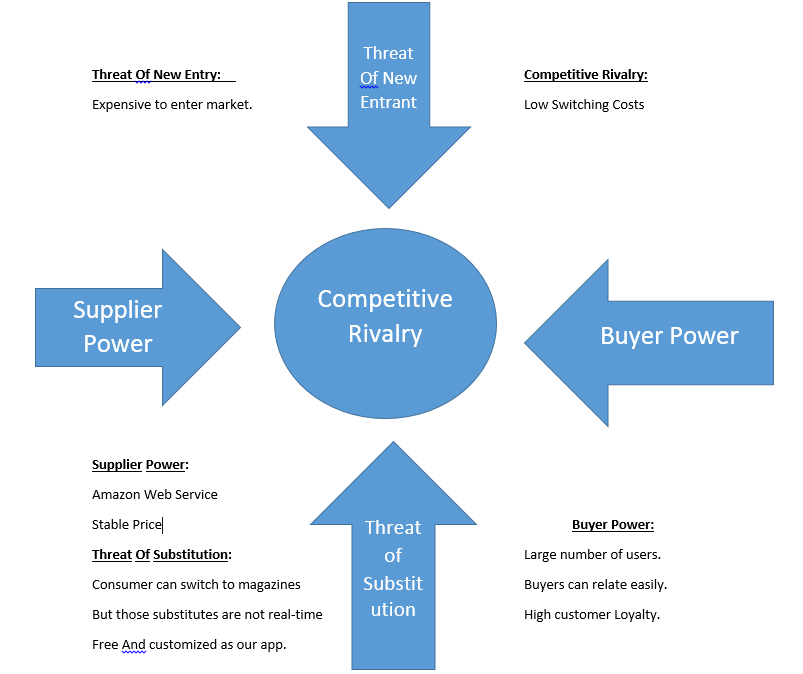 Threat
Of New
Entrant
Threat Of New Entry:
Expensive to enter market.
Competitive Rivalry:
Low Switching Costs
Supplier
Power
Competitive
Rivalry
Buyer Power
Supplier Power:
Amazon Web Service
Stable Price
Threat Of Substitution:
Consumer can switch to magazines
But those substitutes are not real-time
Free And customized as our app.
Threat
of
Substit
ution
Buyer Power:
Large number of users.
Buyers can relate easily.
High customer Loyalty.